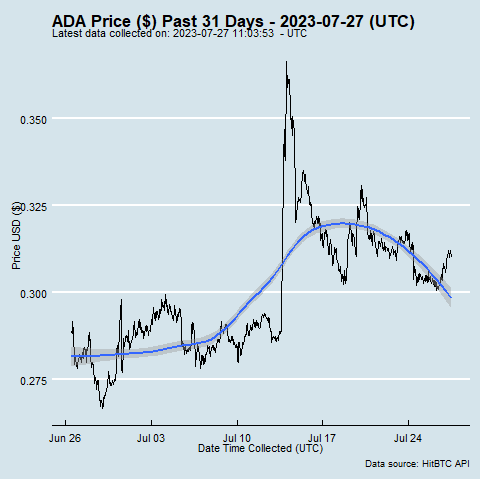 ADA Price ($) Past 31 Days - 2023-07-27 (UTC)
Latest data collected on: 2023-07-27 11:03:53  - UTC
Price USD ($)
0.350
0.325
0.300
0.275
Jun 26
Jul 03
Jul 10
Jul 17
Jul 24
Date Time Collected (UTC)
Data source: HitBTC API